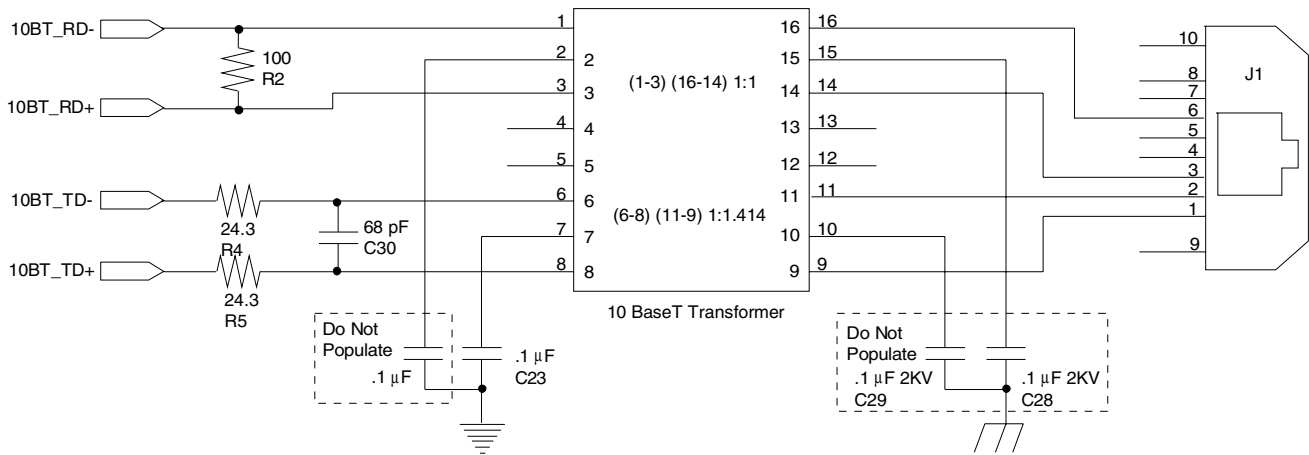 10BT_RD-
100
R2
10BT_RD+
10BT_TD-
24.3
R4
68 pF
C30
10BT_TD+
24.3
R5
1
2
3
4
5
6
7
8
2
3
4
5
6
7
8
(1-3) (16-14) 1:1
(6-8) (11-9) 1:1.414
16
15
14
13
12
11
10
9
16
15
14
13
12
11
10
9
10 BaseT Transformer
J1
10
8
7
6
5
4
3
2
1
9
Do Not
Populate
.1 µF
.1 µF
C23
Do Not
Populate
.1 µF 2KV
C29
.1 µF 2KV
C28